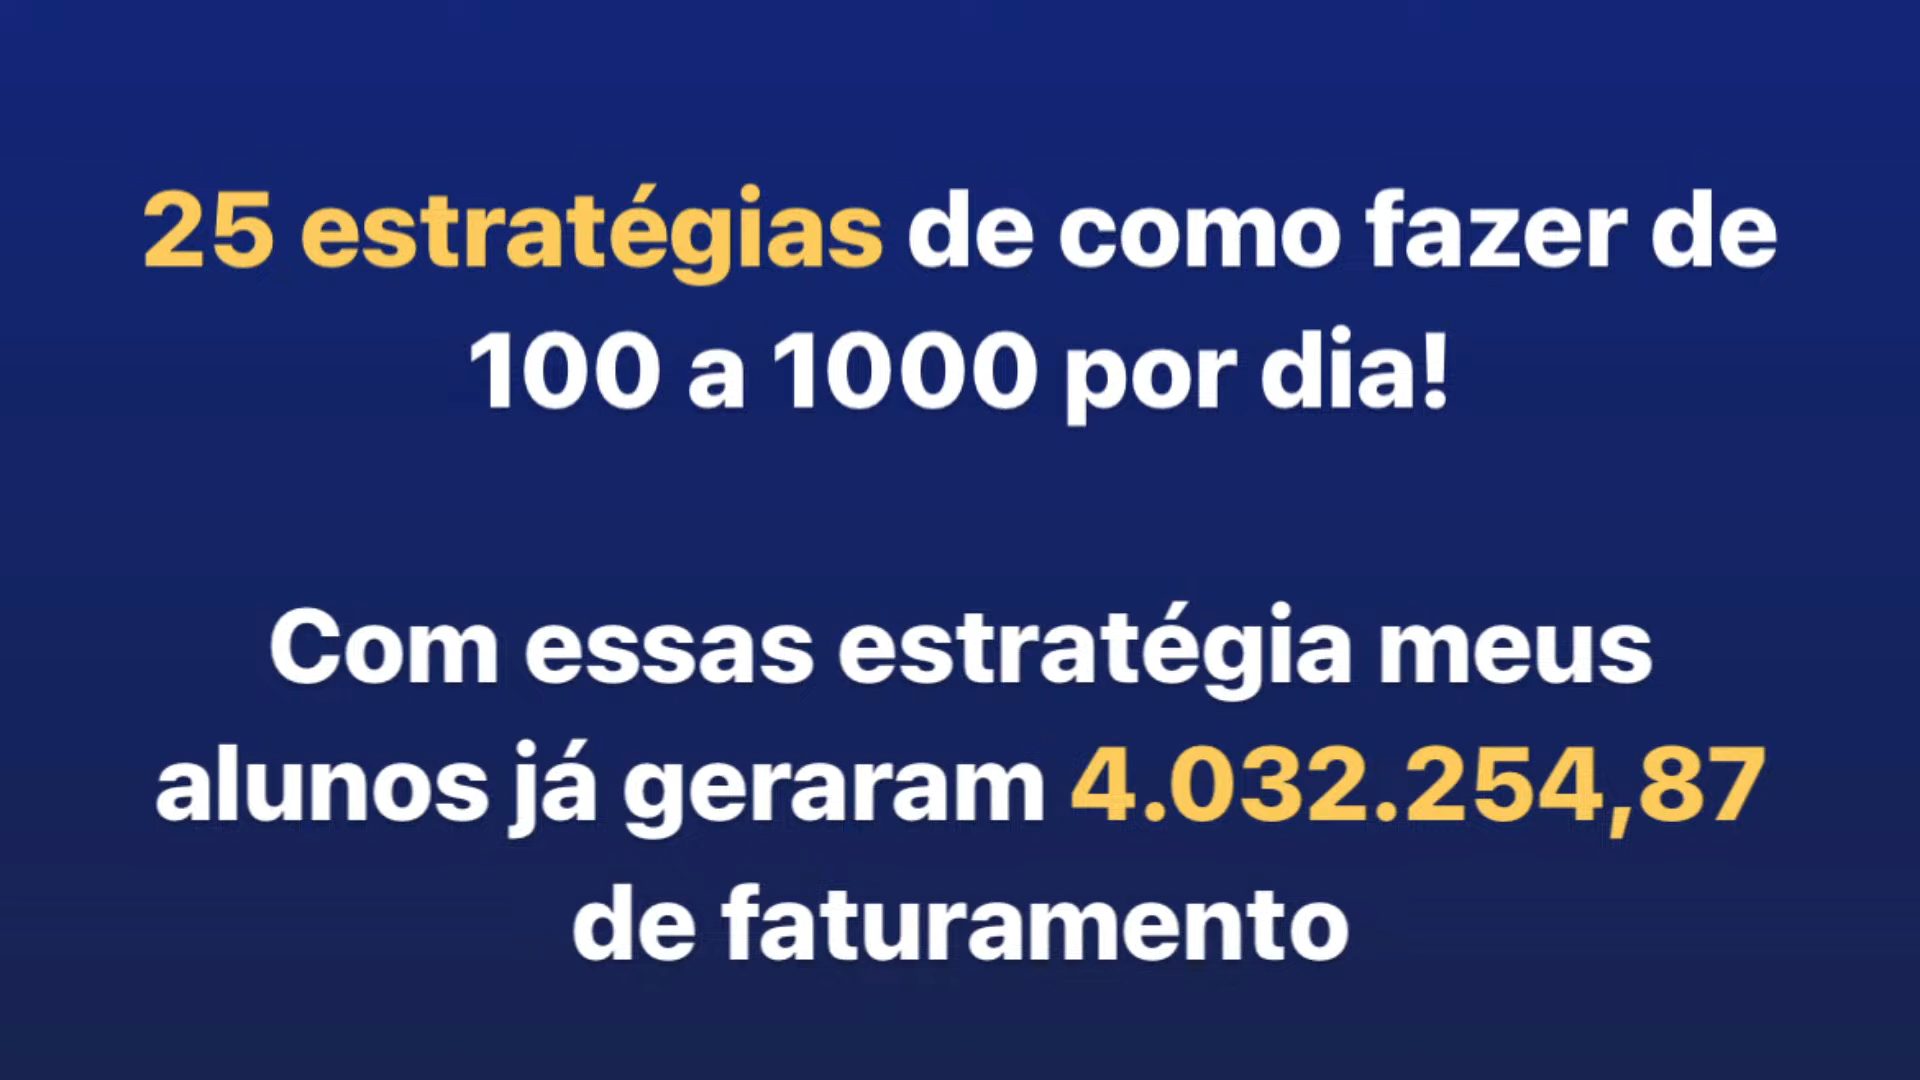 25 estratégias de como fazer de
100 a 1000 por dia!
Com essas estratégia meus
alunos já geraram 4.032.254,87
de faturamento